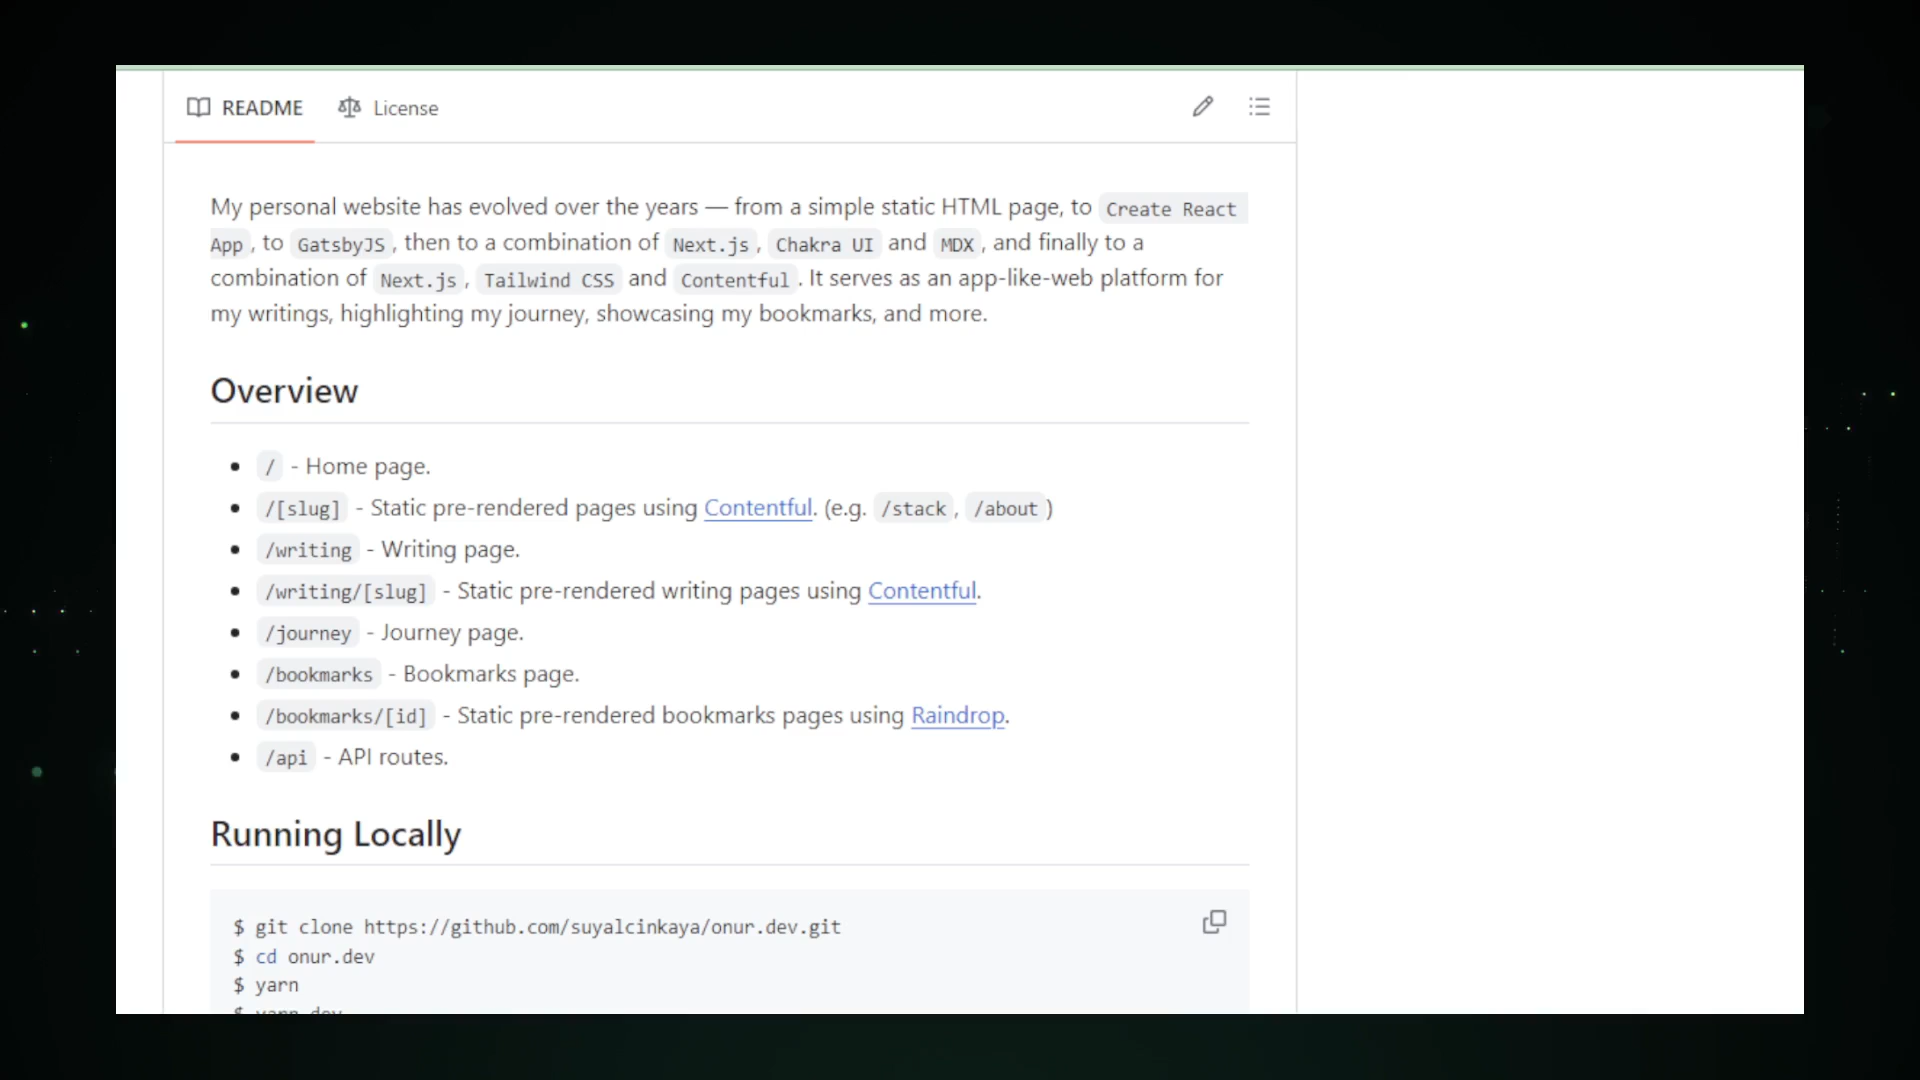 README License
My personal website has evolved over the years — from a simple static HTML page, to Create React
App, to GatsbyJS, then to a combination of Next.js, Chakra UI and MDX, and finally to a
combination of Next.js, Tailwind CSS and Contentful. It serves as an app-like-web platform for
my writings, highlighting my journey, showcasing my bookmarks, and more.
Overview
/ - Home page.
/[slug] - Static pre-rendered pages using Contentful. (e.g. /stack, /about)
/writing - Writing page.
/writing/[slug] - Static pre-rendered writing pages using Contentful.
/journey - Journey page.
/bookmarks - Bookmarks page.
/bookmarks/[id] - Static pre-rendered bookmarks pages using Raindrop.
/api - API routes.
Running Locally
$ git clone https://github.com/suyalcinkaya/onur.dev.git
$ cd onur.dev
$ yarn
$ yarn dev